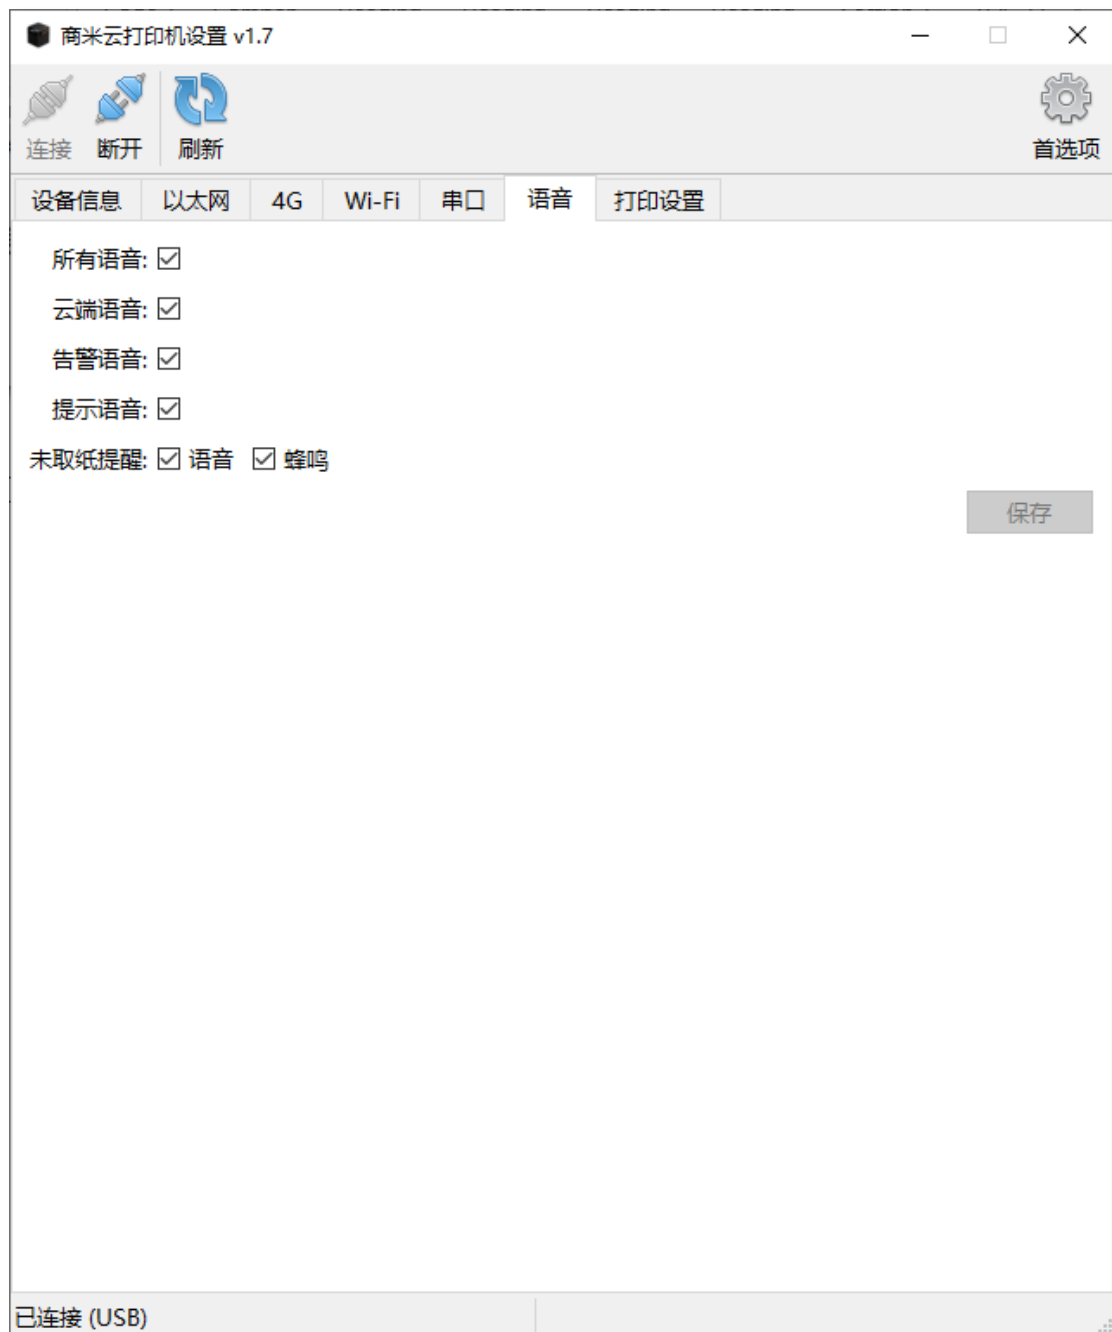 商米云打印机设置 v1.7
连接 断开 刷新 首选项
设备信息 以太网 4G Wi-Fi 串口 语音 打印设置
所有语音:
云端语音:
告警语音:
提示语音:
未取纸提醒: 语音 蜂鸣
保存
已连接 (USB)